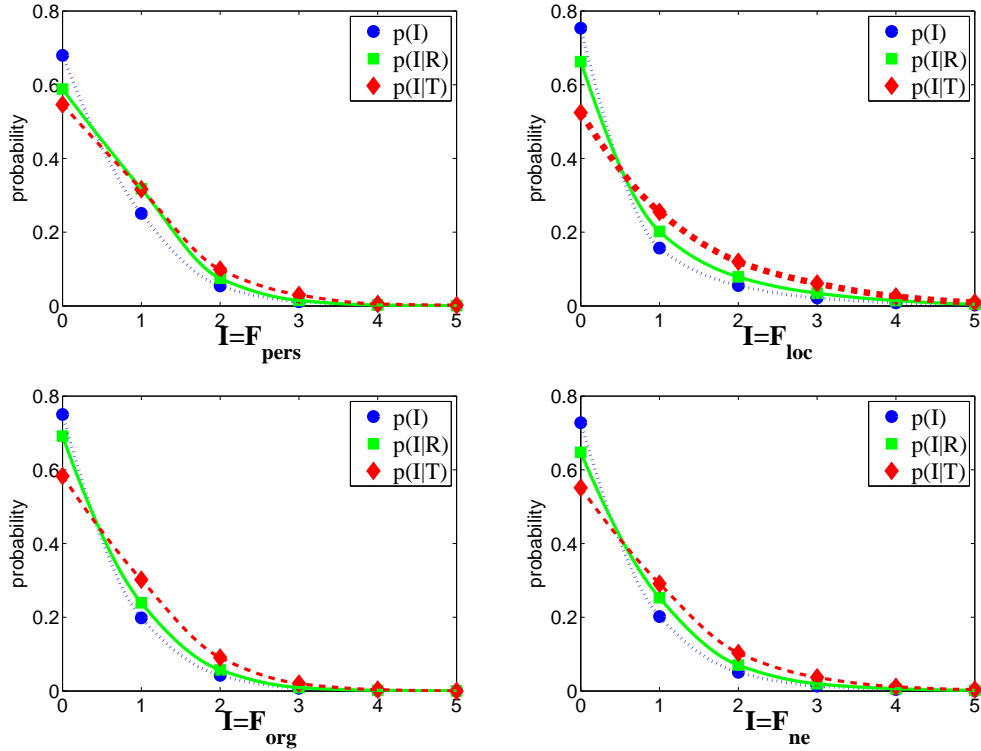 0.8
0.6
0.4
0.2
0
probability
0 1 2 3 4 5
I=F_pers
p(I)
p(I|R)
p(I|T)
0.8
0.6
0.4
0.2
0
probability
0 1 2 3 4 5
I=F_loc
p(I)
p(I|R)
p(I|T)
0.8
0.6
0.4
0.2
0
probability
0 1 2 3 4 5
I=F_org
p(I)
p(I|R)
p(I|T)
0.8
0.6
0.4
0.2
0
probability
0 1 2 3 4 5
I=F_ne
p(I)
p(I|R)
p(I|T)